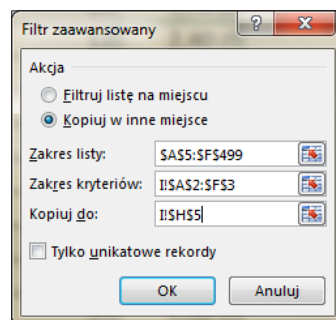 Filtr zaawansowany
Akcja
Filtruj listę na miejscu
Kopiuj w inne miejsce
Zakres listy: $A$5:$F$499
Zakres kryteriów: I!$A$2:$F$3
Kopiuj do: I!$H$5
Tylko unikatowe rekordy
OK Anuluj